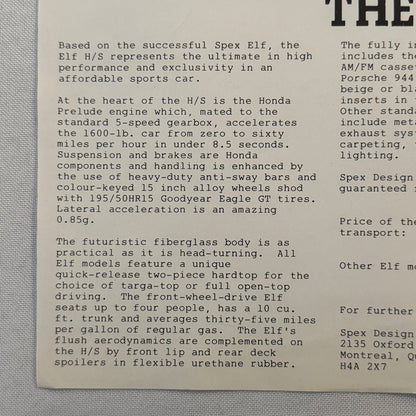 THE
Based on the successful Spex Elf, the
Elf H/S represents the ultimate in high
performance and exclusivity in an
affordable sports car.
At the heart of the H/S is the Honda
Prelude engine which, mated to the
standard 5-speed gearbox, accelerates
the 1600-lb. car from zero to sixty
miles per hour in under 8.5 seconds.
Suspension and brakes are Honda
components and handling is enhanced by
the use of heavy-duty anti-sway bars and
colour-keyed 15 inch alloy wheels shod
with 195/50HR15 Goodyear Eagle GT tires.
Lateral acceleration is an amazing
0.85g.
The futuristic fiberglass body is as
practical as it is head-turning. All
Elf models feature a unique
quick-release two-piece hardtop for the
choice of targa-top or full open-top
driving. The front-wheel-drive Elf
seats up to four people, has a 10 cu.
ft. trunk and averages thirty-five miles
per gallon of regular gas. The Elf's
flush aerodynamics are complemented on
the H/S by front lip and rear deck
spoilers in flexible urethane rubber.
The fully in
includes the
AM/FM casset
Porsche 944
beige or bla
inserts in
Other standa
include meta
exhaust syst
carpeting,
lighting.
Spex Design
guaranteed
Price of the
transport:
Other Elf mo
For further
Spex Design
2135 Oxford
Montreal, Qu
H4A 2X7